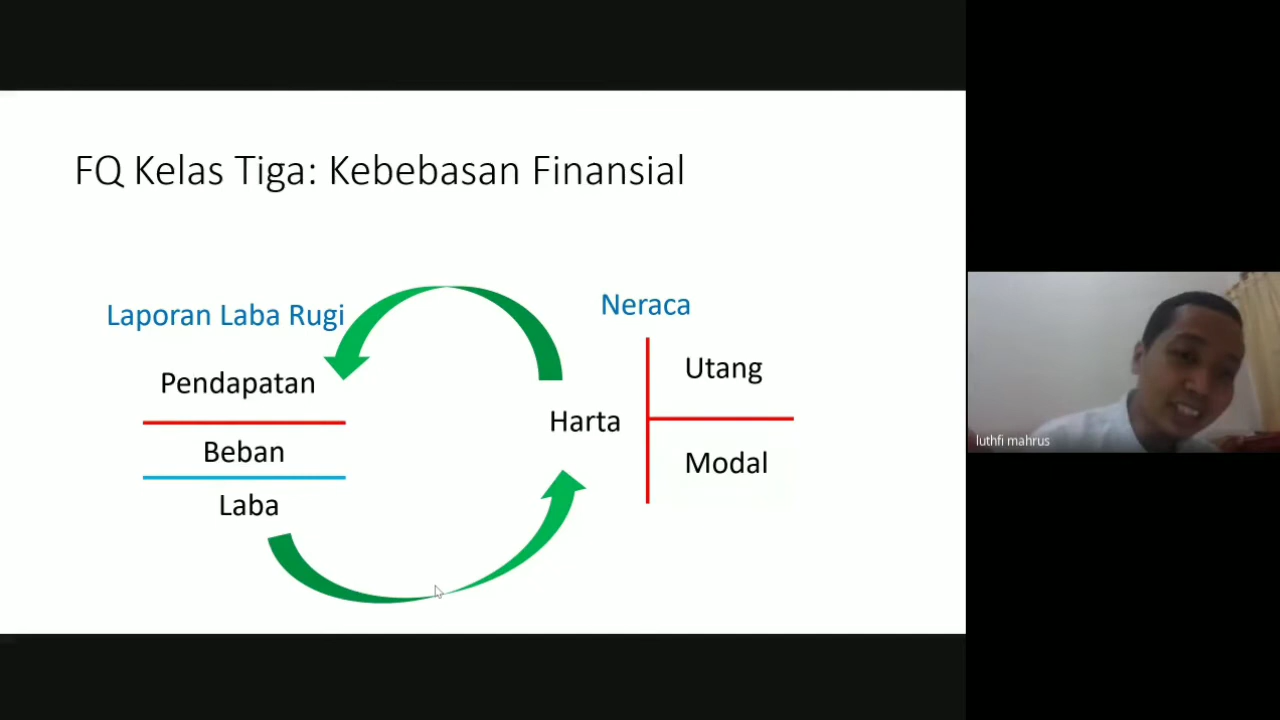 FQ Kelas Tiga: Kebebasan Finansial
Laporan Laba Rugi
Pendapatan
Beban
Laba
Neraca
Harta
Utang
Modal
luthfi mahrus